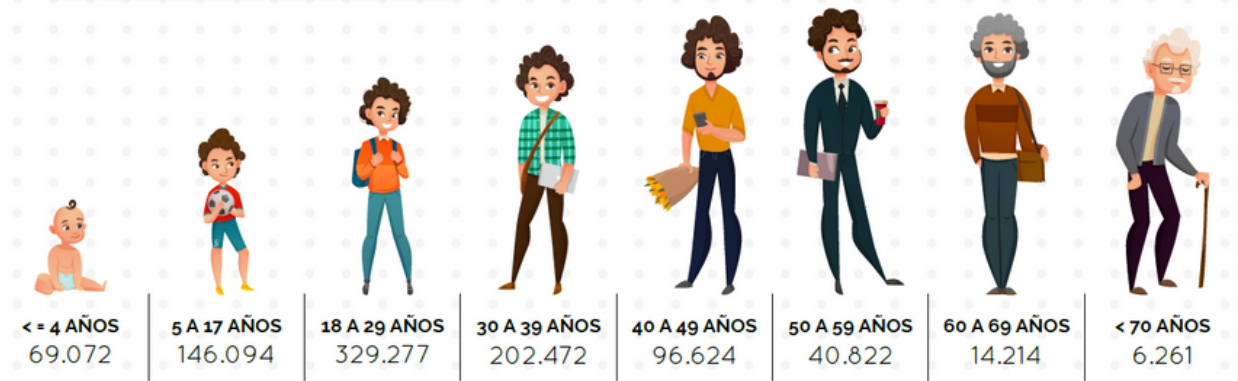 < = 4 AÑOS
69.072
5 A 17 AÑOS
146.094
18 A 29 AÑOS
329.277
30 A 39 AÑOS
202.472
40 A 49 AÑOS
96.624
50 A 59 AÑOS
40.822
60 A 69 AÑOS
14.214
< 70 AÑOS
6.261